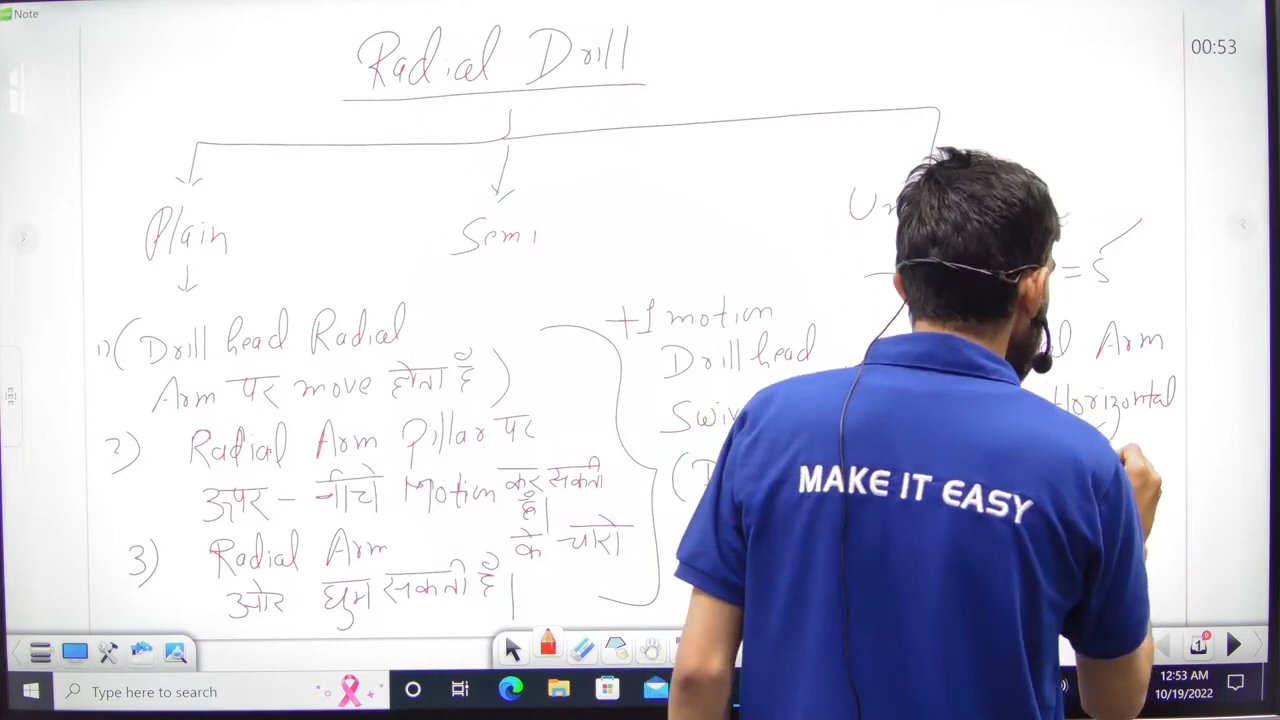 Note
00:53
Radial Drill
Plain
Semi
= 5
1) (Drill head Radial
Arm पर move होता है)
2) Radial Arm Pillar पर
ऊपर - नीचे Motion कर सकती
है|
3) Radial Arm के चारो
ओर घुम सकती है|
+1 motion
Drill head
Arm
Horizontal
MAKE IT EASY
Type here to search
12:53 AM
10/19/2022